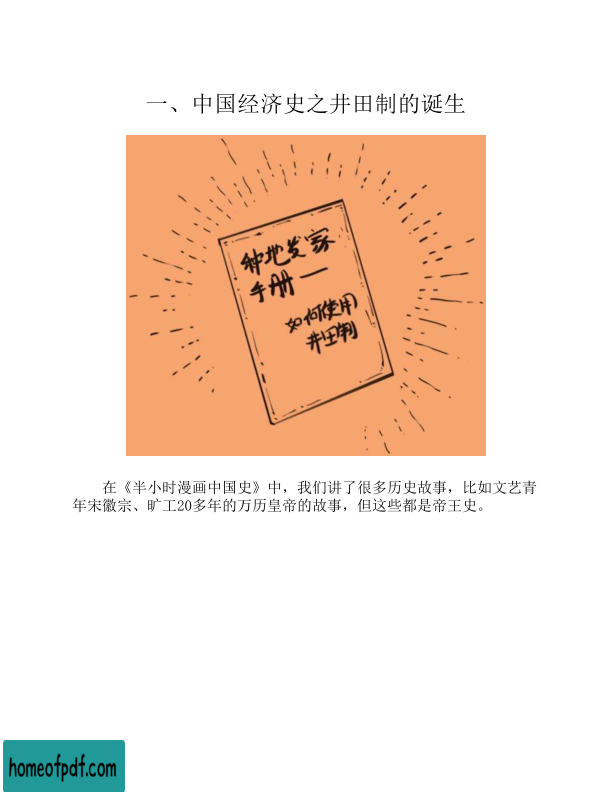 一、中国经济史之井田制的诞生
种地发家
手册一
如何使用
井田制
在《半小时漫画中国史》中，我们讲了很多历史故事，比如文艺青
年宋徽宗、旷工20多年的万历皇帝的故事，但这些都是帝王史。
homeofpdf.com